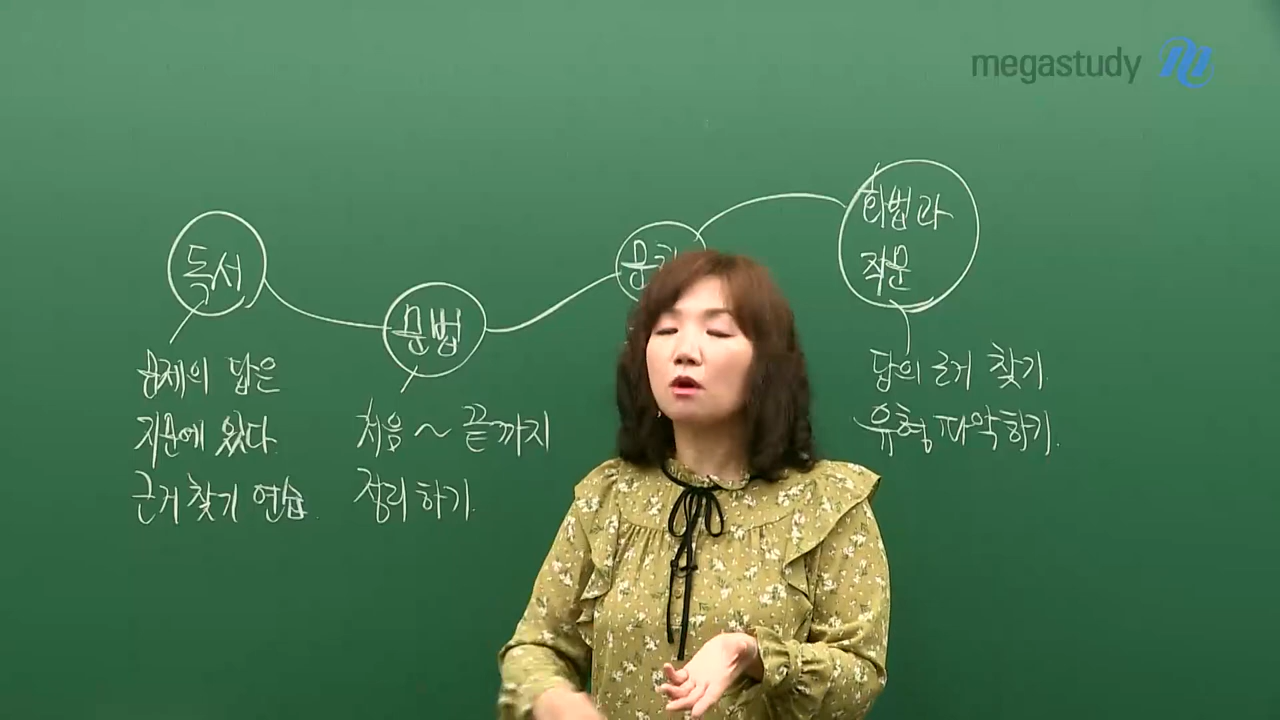 megastudy
독서
문제의 답은
지문에 있다.
근거 찾기 연습.
문법
처음 ~ 끝까지
정리하기.
문
화법과
작문
답의 근거 찾기.
유형 파악하기.